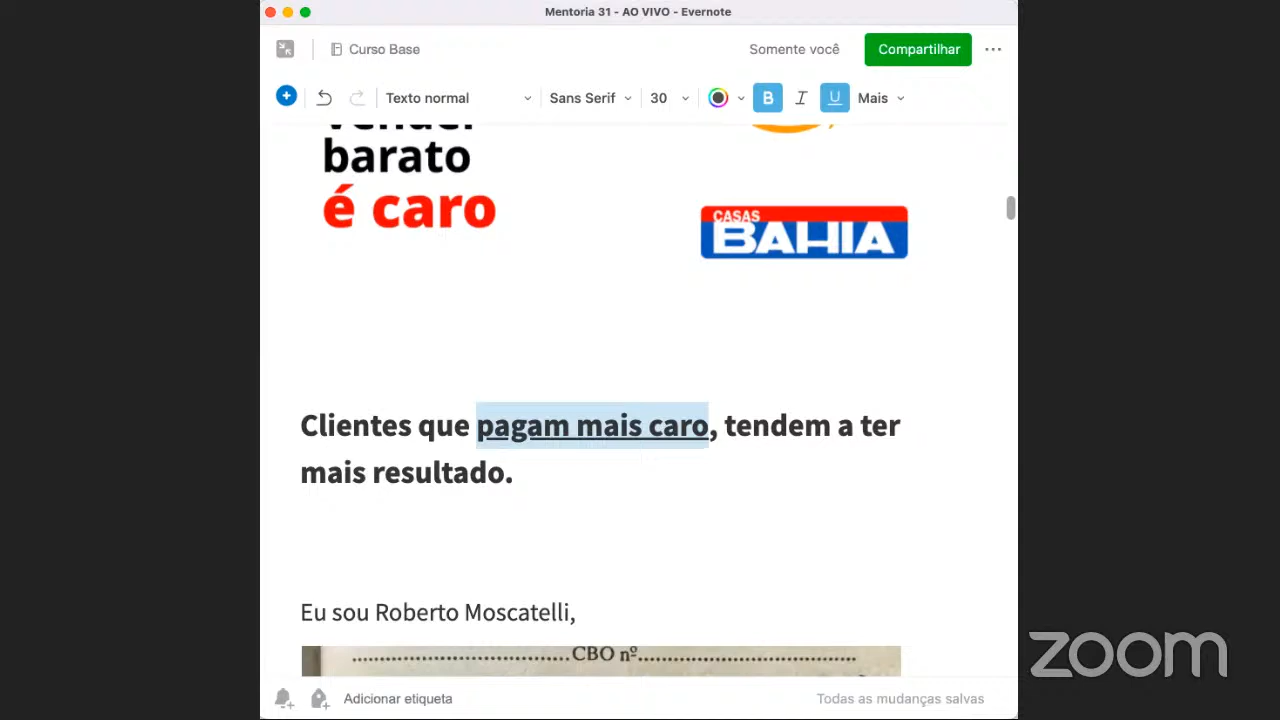 Mentoria 31 - AO VIVO - Evernote
Curso Base
Somente você
Compartilhar
Texto normal
Sans Serif
30
B
I
U
Mais
vender
barato
é caro
CASAS
BAHIA
Clientes que pagam mais caro, tendem a ter
mais resultado.
Eu sou Roberto Moscatelli,
CBO nº
Adicionar etiqueta
Todas as mudanças salvas
zoom